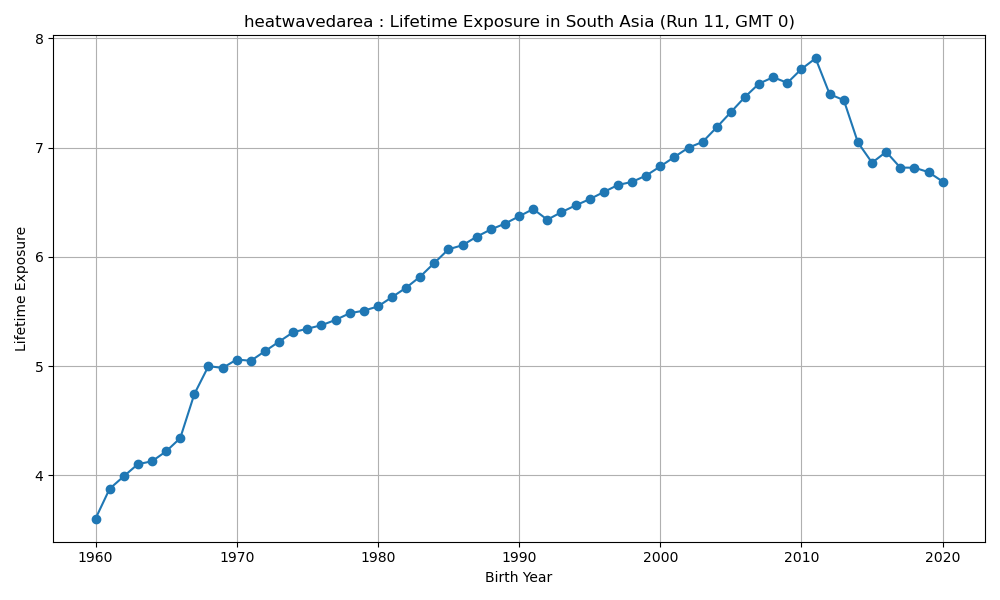 heatwavedarea : Lifetime Exposure in South Asia (Run 11, GMT 0)
Lifetime Exposure
8
7
6
5
4
1960 1970 1980 1990 2000 2010 2020
Birth Year